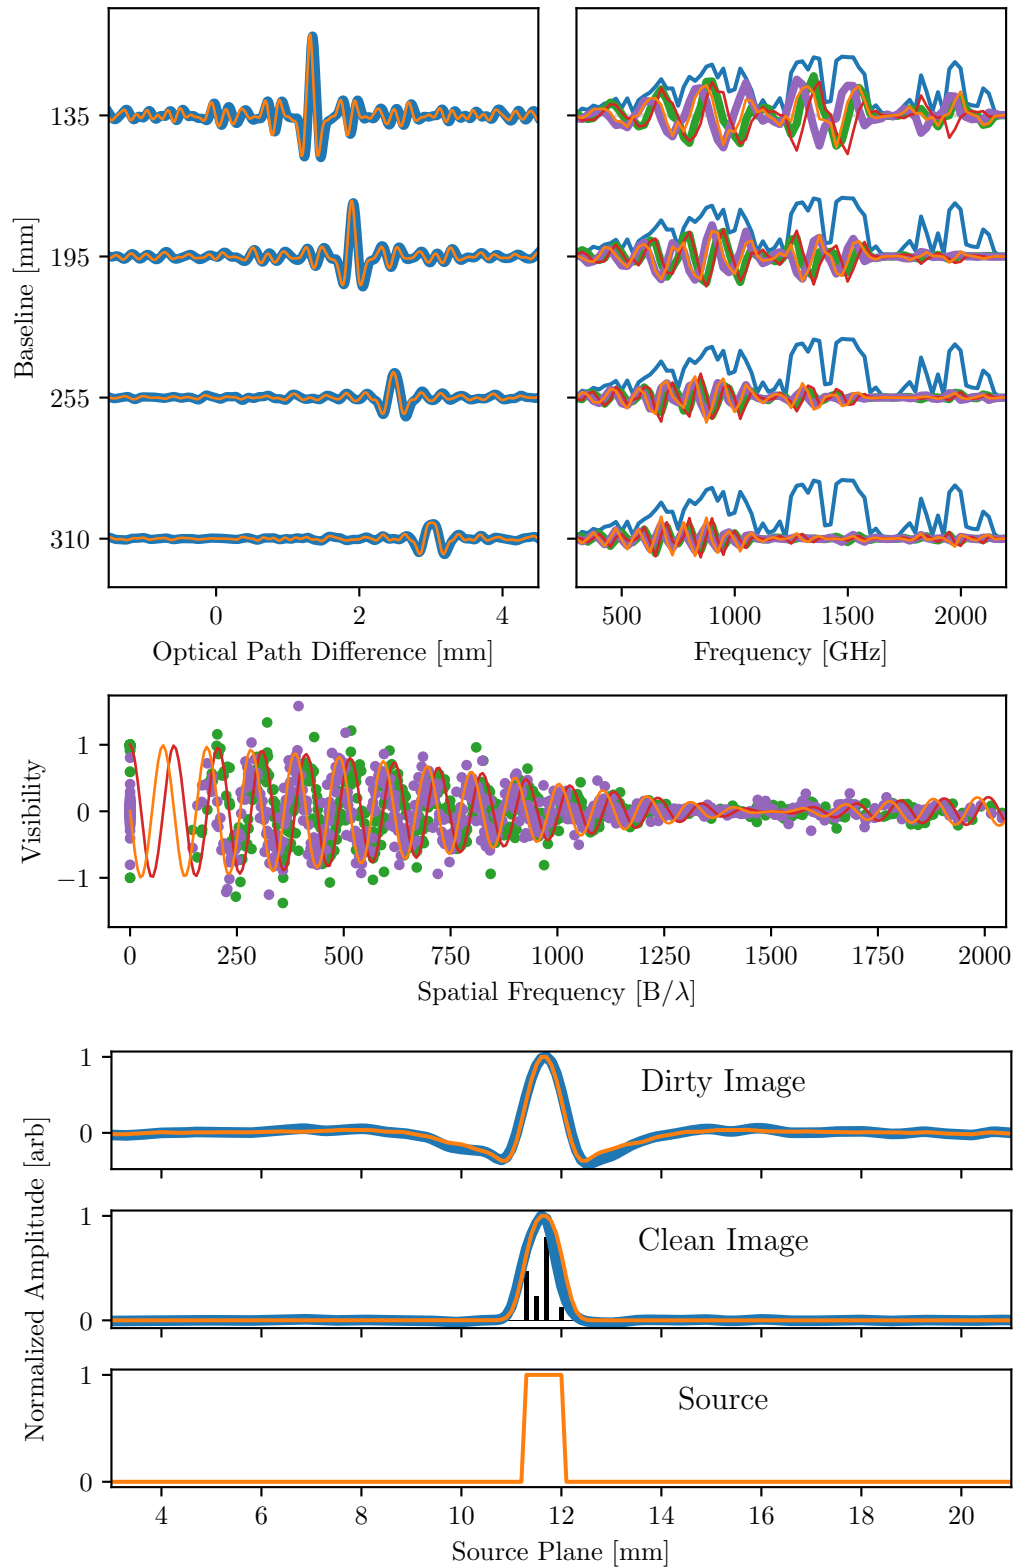 Baseline [mm]
135
195
255
310
0 2 4
Optical Path Difference [mm]
500 1000 1500 2000
Frequency [GHz]
Visibility
1
0
−1
0 250 500 750 1000 1250 1500 1750 2000
Spatial Frequency [B/λ]
Normalized Amplitude [arb]
1
0
Dirty Image
1
0
Clean Image
1
0
Source
4 6 8 10 12 14 16 18 20
Source Plane [mm]